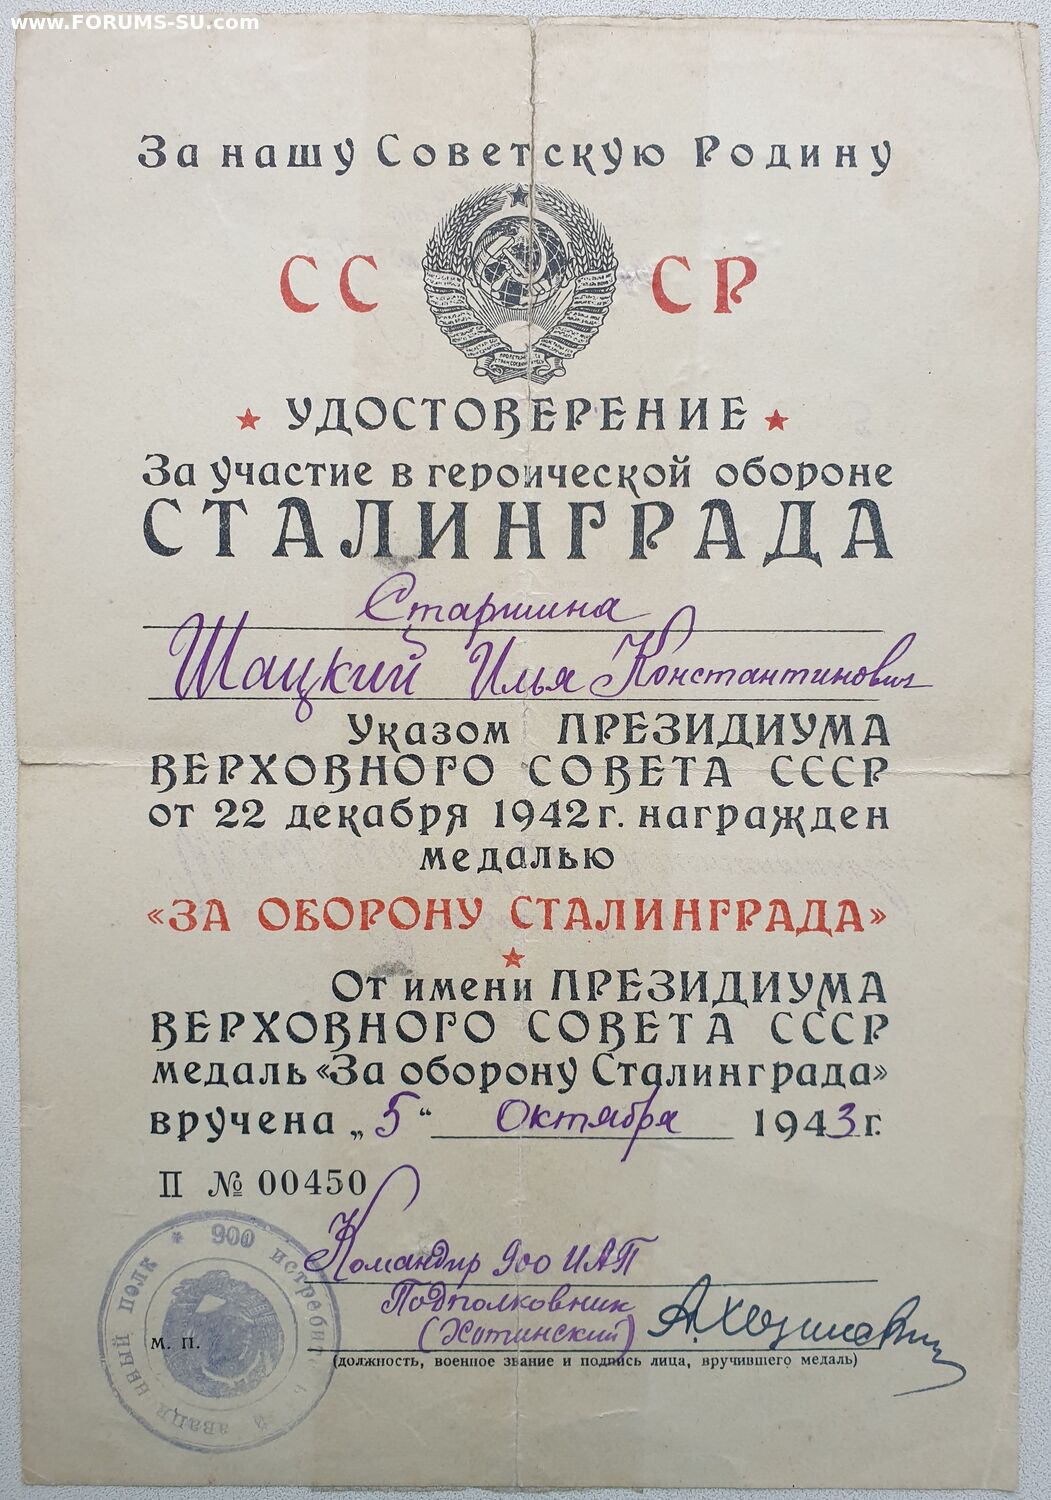 www.FORUMS-SU.com
За нашу Советскую Родину
СССР
УДОСТОВЕРЕНИЕ
За участие в героической обороне
СТАЛИНГРАДА
Старшина
Шацкий Илья Константинович
Указом ПРЕЗИДИУМА
ВЕРХОВНОГО СОВЕТА СССР
от 22 декабря 1942 г. награжден
медалью
«ЗА ОБОРОНУ СТАЛИНГРАДА»
От имени ПРЕЗИДИУМА
ВЕРХОВНОГО СОВЕТА СССР
медаль «За оборону Сталинграда»
вручена „5“ Октября 1943 г.
П № 00450
Командир 900 ИАП
Подполковник
(Хотинский)
М. П.
(должность, военное звание и подпись лица, вручившего медаль)
900
полк